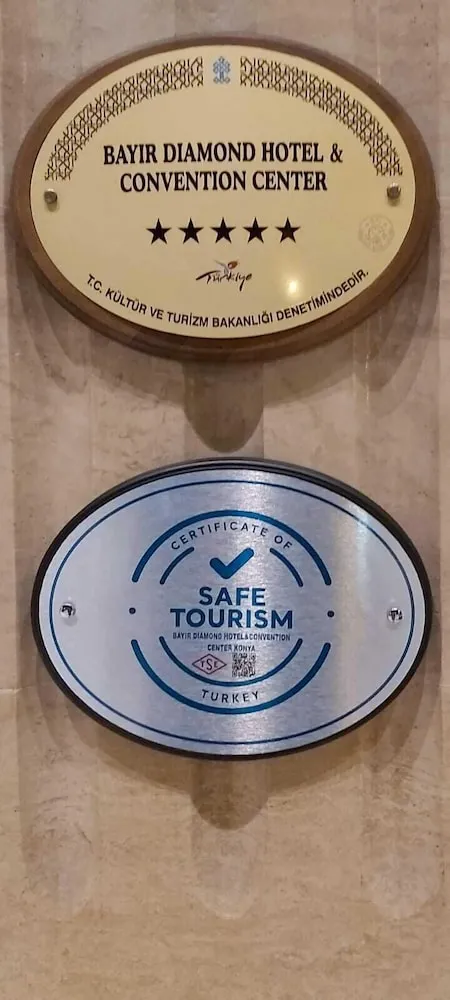 BAYIR DIAMOND HOTEL &
CONVENTION CENTER
Türkiye
T.C. KÜLTÜR VE TURİZM BAKANLIĞI DENETİMİNDEDİR.
CERTIFICATE OF
SAFE
TOURISM
BAYIR DIAMOND HOTEL&CONVENTION
CENTER KONYA
TSE
TURKEY